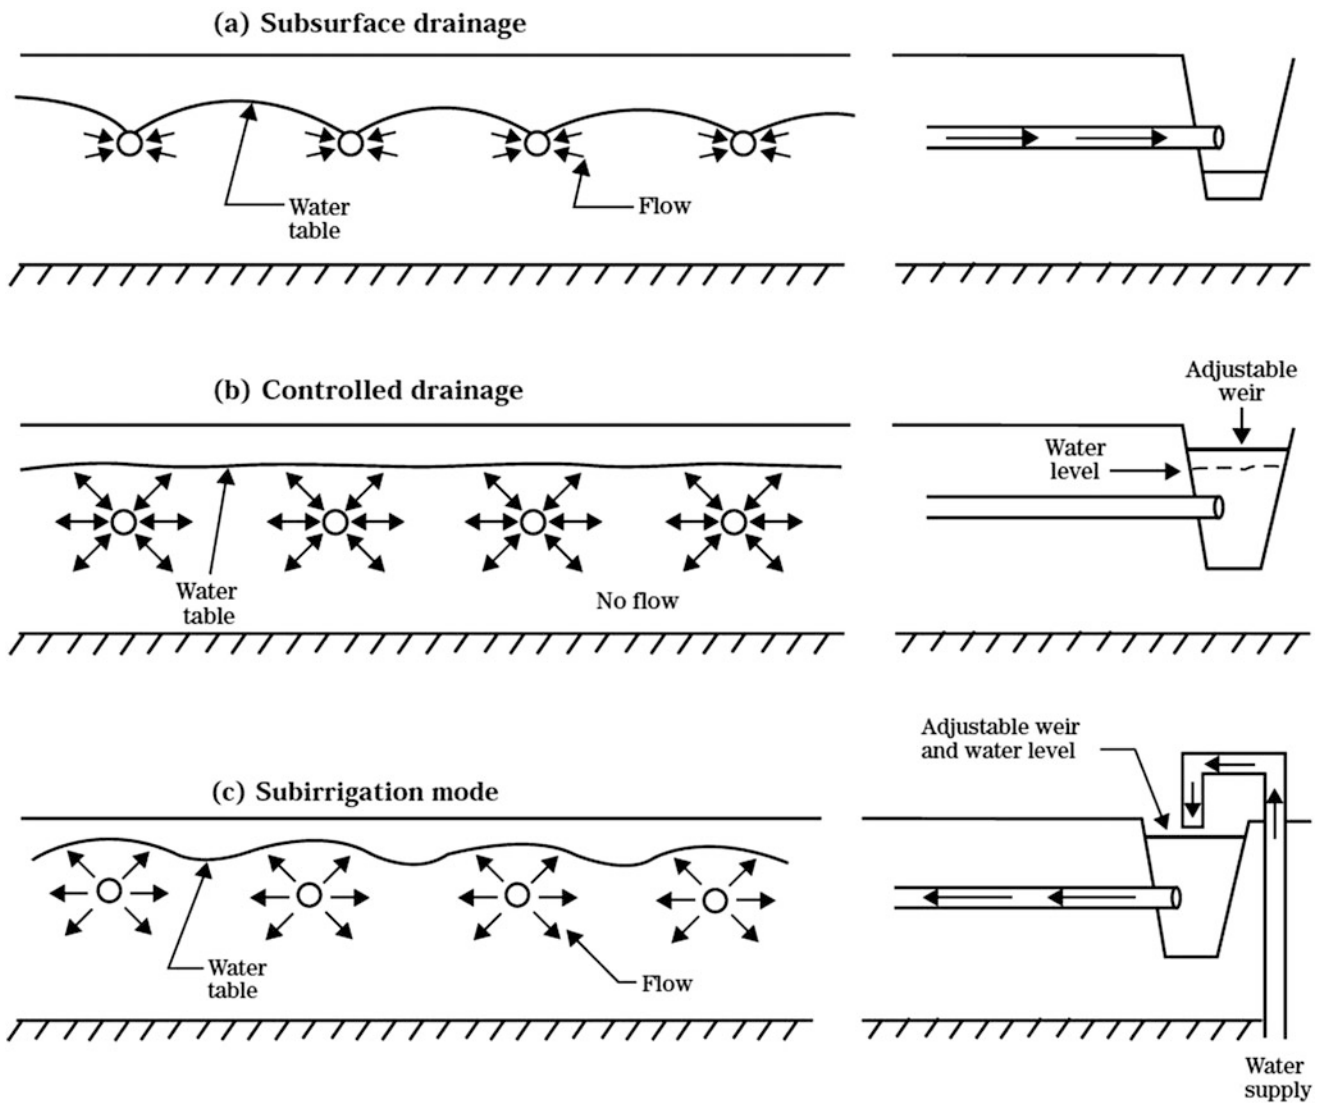 (a) Subsurface drainage
Water
table
Flow
(b) Controlled drainage
Adjustable
weir
Water
level
Water
table
No flow
Adjustable weir
and water level
(c) Subirrigation mode
Water
table
Flow
Water
supply